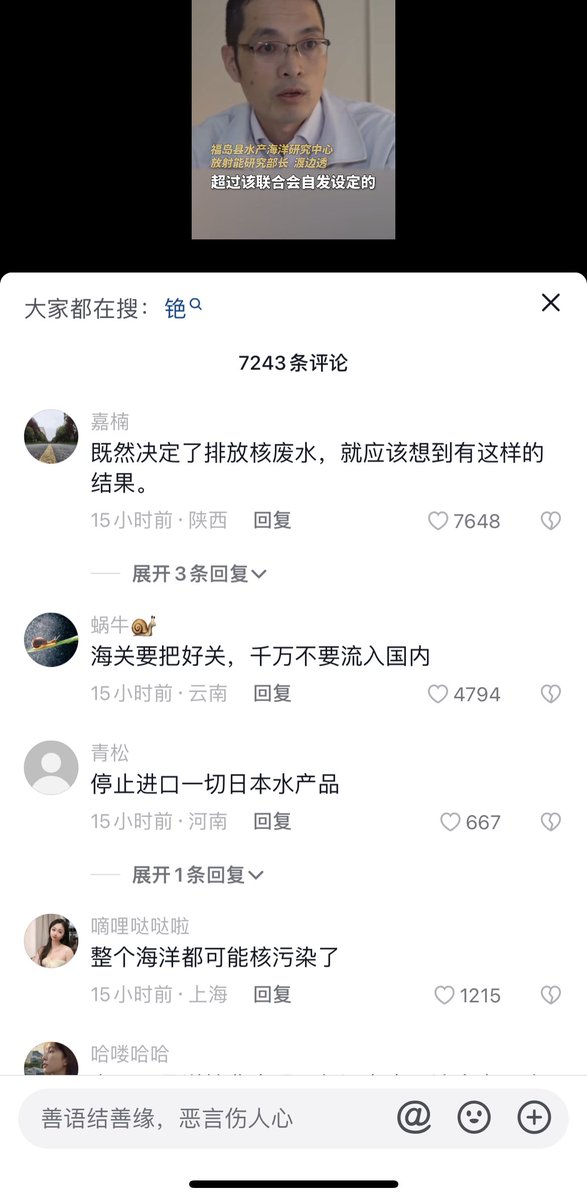 福岛县水产海洋研究中心
放射能研究部长 渡边透
超过该联合会自发设定的
大家都在搜：铯
7243条评论
嘉楠
既然决定了排放核废水，就应该想到有这样的
结果。
15小时前·陕西 回复 7648
展开3条回复
蜗牛🐌
海关要把好关，千万不要流入国内
15小时前·云南 回复 4794
青松
停止进口一切日本水产品
15小时前·河南 回复 667
展开1条回复
嘀哩哒哒啦
整个海洋都可能核污染了
15小时前·上海 回复 1215
哈喽哈哈
善语结善缘，恶言伤人心